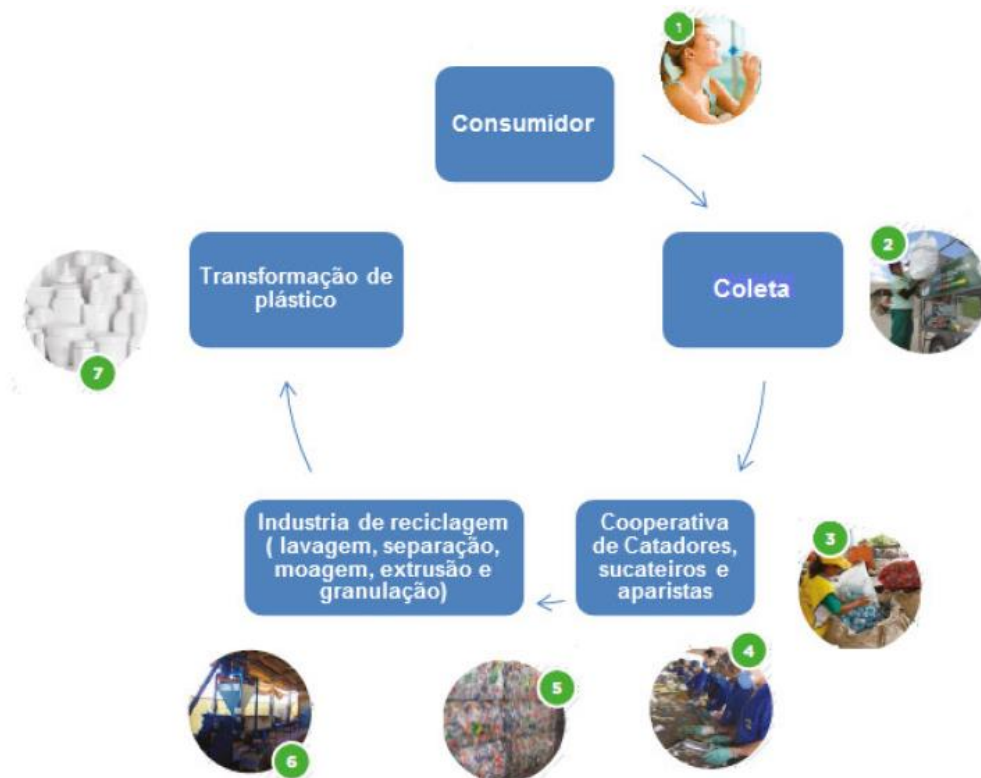 1
Consumidor
2
Coleta
3
Cooperativa
de Catadores,
sucateiros e
aparistas
4
5
Industria de reciclagem
( lavagem, separação,
moagem, extrusão e
granulação)
6
Transformação de
plástico
7